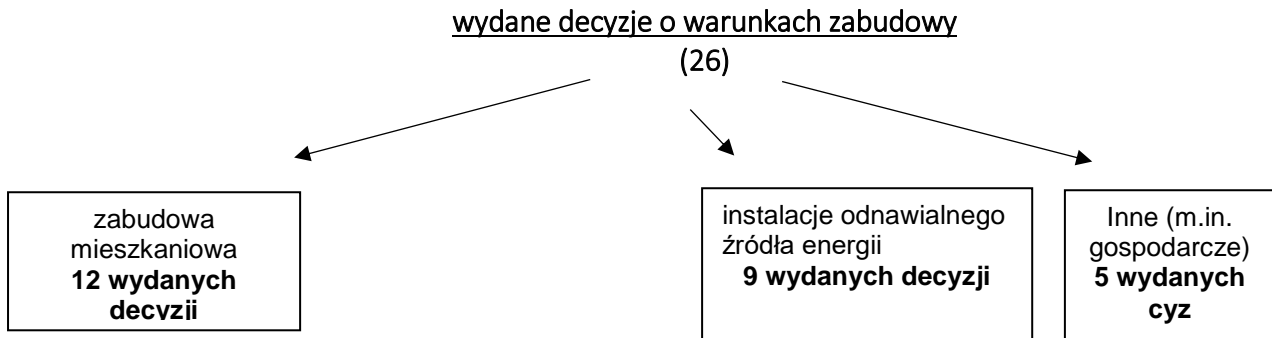 wydane decyzje o warunkach zabudowy
(26)
zabudowa
mieszkaniowa
12 wydanych
decyzji
instalacje odnawialnego
źródła energii
9 wydanych decyzji
Inne (m.in.
gospodarcze)
5 wydanych
cyz